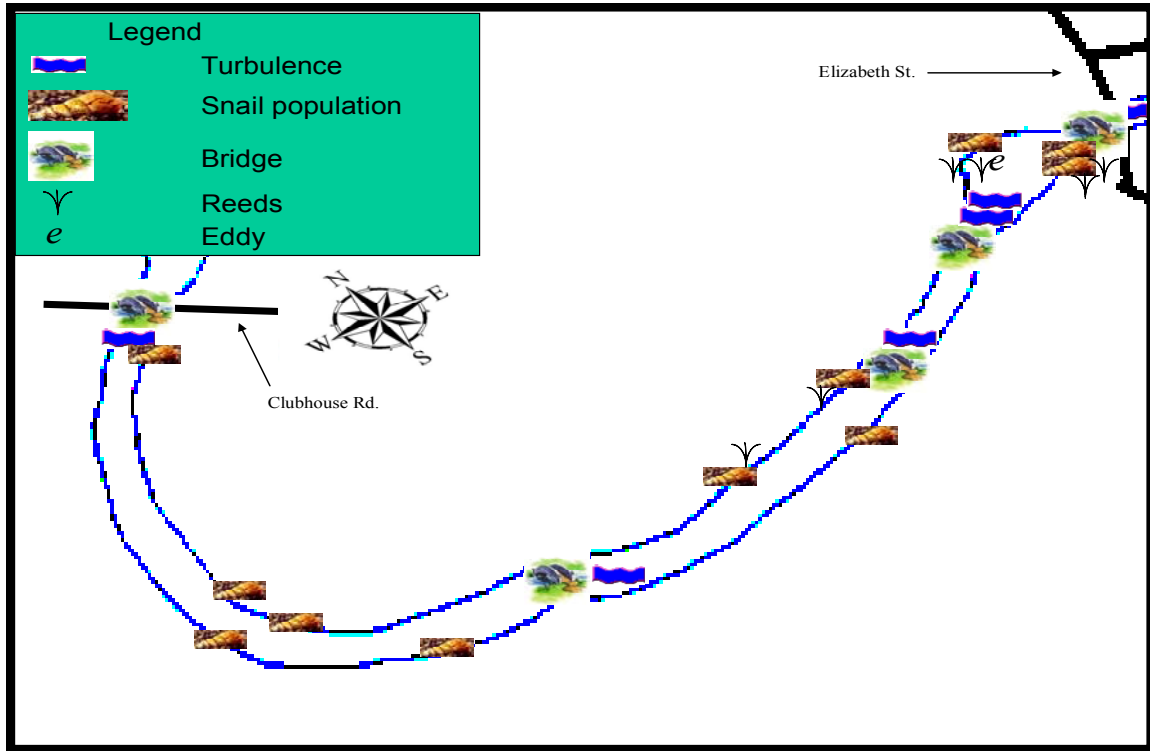 Legend
Turbulence
Snail population
Bridge
Reeds
e Eddy
Elizabeth St.
e
N
E
W
S
Clubhouse Rd.